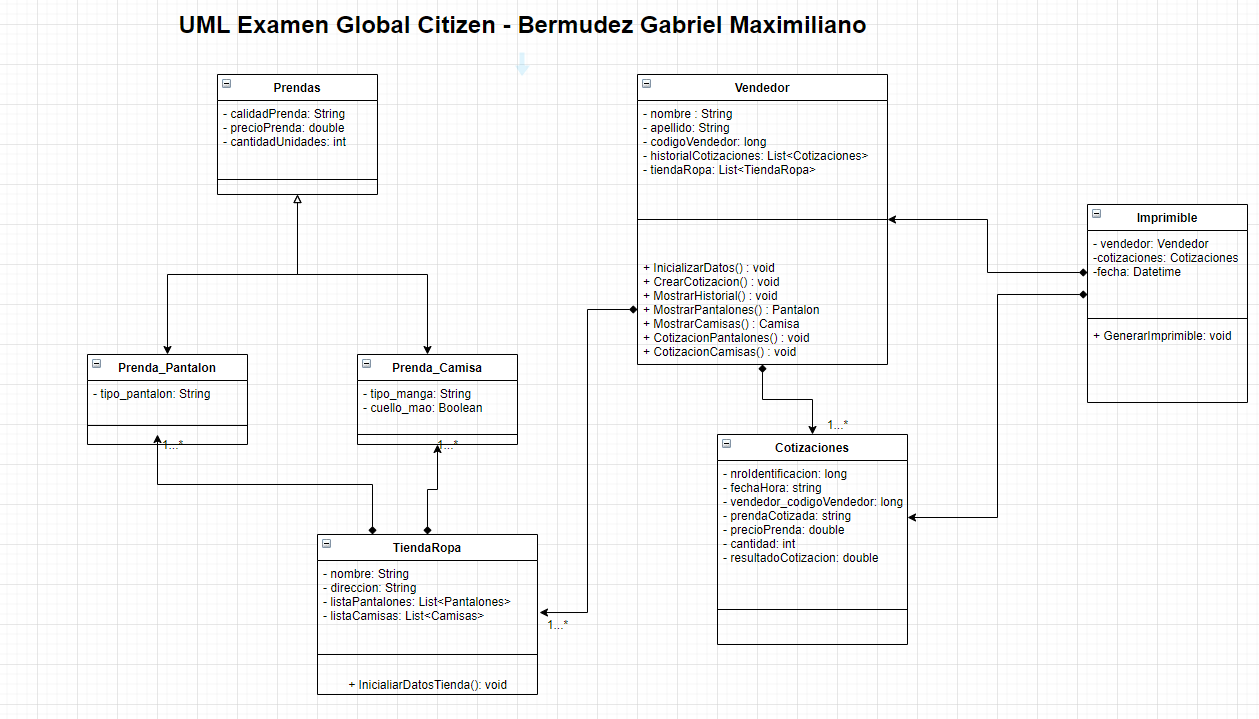 UML Examen Global Citizen - Bermudez Gabriel Maximiliano
Prendas
- calidadPrenda: String
- precioPrenda: double
- cantidadUnidades: int
Vendedor
- nombre : String
- apellido: String
- codigoVendedor: long
- historialCotizaciones: List<Cotizaciones>
- tiendaRopa: List<TiendaRopa>
+ InicializarDatos() : void
+ CrearCotizacion() : void
+ MostrarHistorial() : void
+ MostrarPantalones() : Pantalon
+ MostrarCamisas() : Camisa
+ CotizacionPantalones() : void
+ CotizacionCamisas() : void
Imprimible
- vendedor: Vendedor
-cotizaciones: Cotizaciones
-fecha: Datetime
+ GenerarImprimible: void
Prenda_Pantalon
- tipo_pantalon: String
1...*
Prenda_Camisa
- tipo_manga: String
- cuello_mao: Boolean
1...*
1...*
Cotizaciones
- nroIdentificacion: long
- fechaHora: string
- vendedor_codigoVendedor: long
- prendaCotizada: string
- precioPrenda: double
- cantidad: int
- resultadoCotizacion: double
TiendaRopa
- nombre: String
- direccion: String
- listaPantalones: List<Pantalones>
- listaCamisas: List<Camisas>
+ InicialiarDatosTienda(): void
1...*